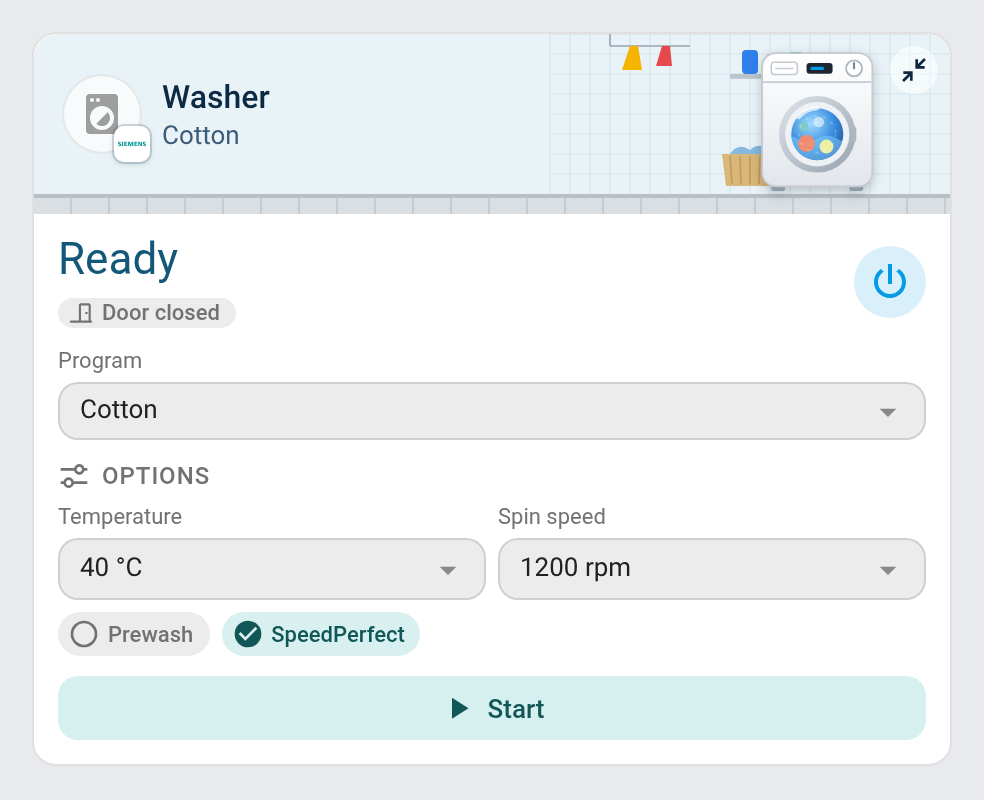 Washer
Cotton
SIEMENS
Ready
Door closed
Program
Cotton
OPTIONS
Temperature
Spin speed
40 °C
1200 rpm
Prewash
SpeedPerfect
Start